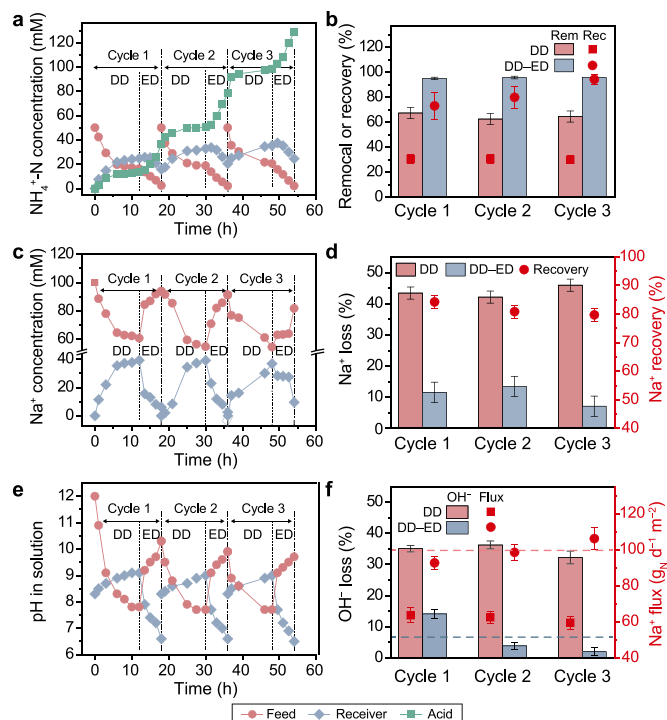 a
NH₄⁺-N concentration (mM)
120
100
80
60
40
20
0
Cycle 1 Cycle 2 Cycle 3
DD ED DD ED DD ED
0 10 20 30 40 50 60
Time (h)
b
Remocal or recovery (%)
120
100
80
60
40
20
0
Rem Rec
DD
DD–ED
Cycle 1 Cycle 2 Cycle 3
c
Na⁺ concentration (mM)
120
100
80
60
40
20
0
Cycle 1 Cycle 2 Cycle 3
DD ED DD ED DD ED
0 10 20 30 40 50 60
Time (h)
d
Na⁺ loss (%)
50
40
30
20
10
0
DD DD–ED Recovery
Na⁺ recovery (%)
100
90
80
70
60
50
40
Cycle 1 Cycle 2 Cycle 3
e
pH in solution
13
12
11
10
9
8
7
6
Cycle 1 Cycle 2 Cycle 3
DD ED DD ED DD ED
0 10 20 30 40 50 60
Time (h)
f
OH⁻ loss (%)
50
40
30
20
10
0
OH⁻ Flux
DD
DD–ED
Na⁺ flux (g_N d⁻¹ m⁻²)
120
100
80
60
40
Cycle 1 Cycle 2 Cycle 3
Feed Receiver Acid